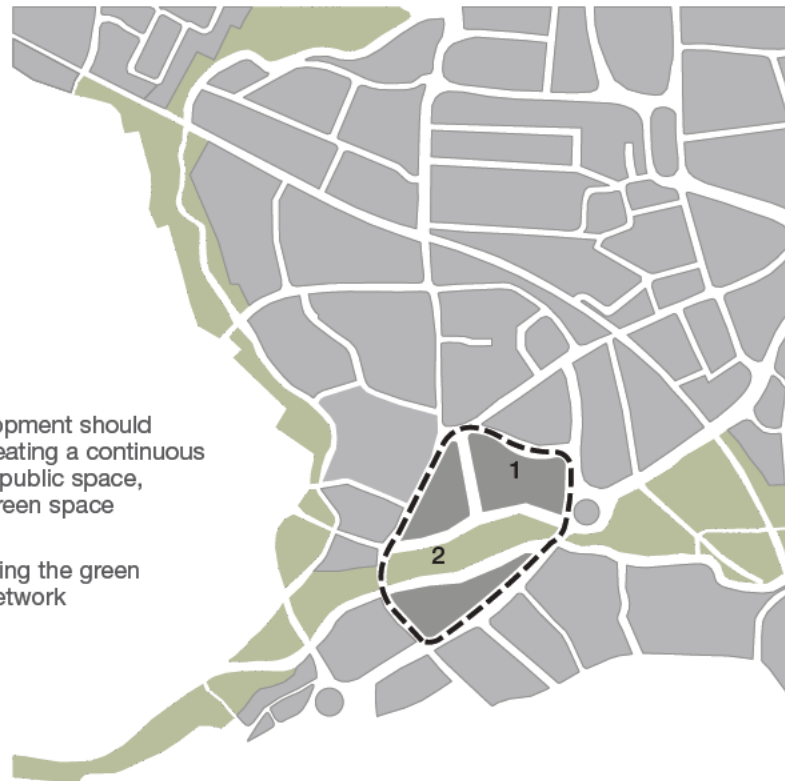 opment should
eating a continuous
public space,
reen space
ing the green
etwork
1
2